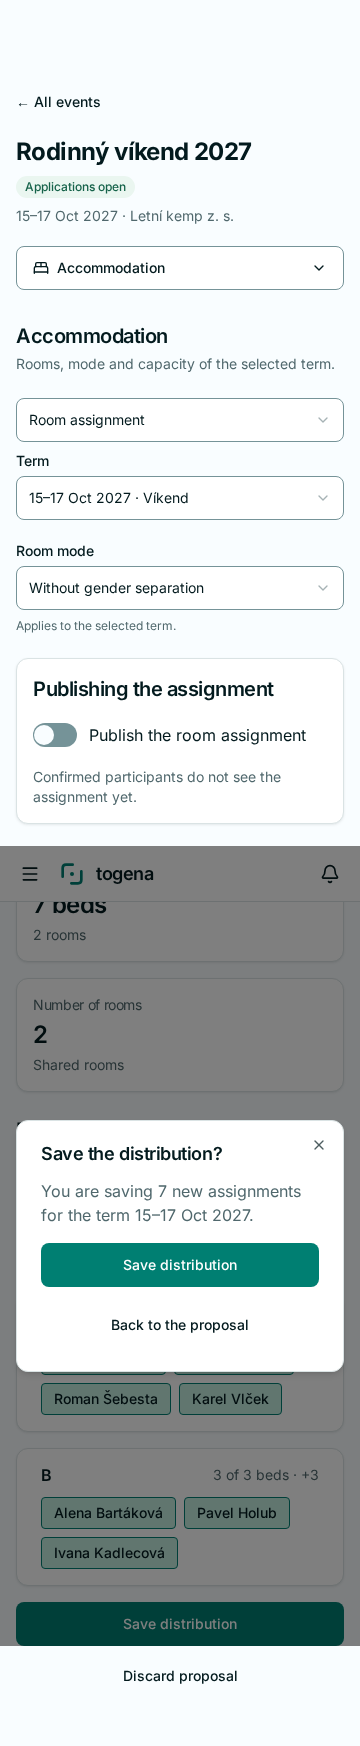 ← All events
Rodinný víkend 2027
Applications open
15–17 Oct 2027 · Letní kemp z. s.
Accommodation
Accommodation
Rooms, mode and capacity of the selected term.
Room assignment
Term
15–17 Oct 2027 · Víkend
Room mode
Without gender separation
Applies to the selected term.
Publishing the assignment
Publish the room assignment
Confirmed participants do not see the
assignment yet.
togena
7 beds
2 rooms
Number of rooms
2
Shared rooms
Save the distribution?
You are saving 7 new assignments
for the term 15–17 Oct 2027.
Save distribution
Back to the proposal
Roman Šebesta Karel Vlček
B 3 of 3 beds · +3
Alena Bartáková Pavel Holub
Ivana Kadlecová
Save distribution
Discard proposal